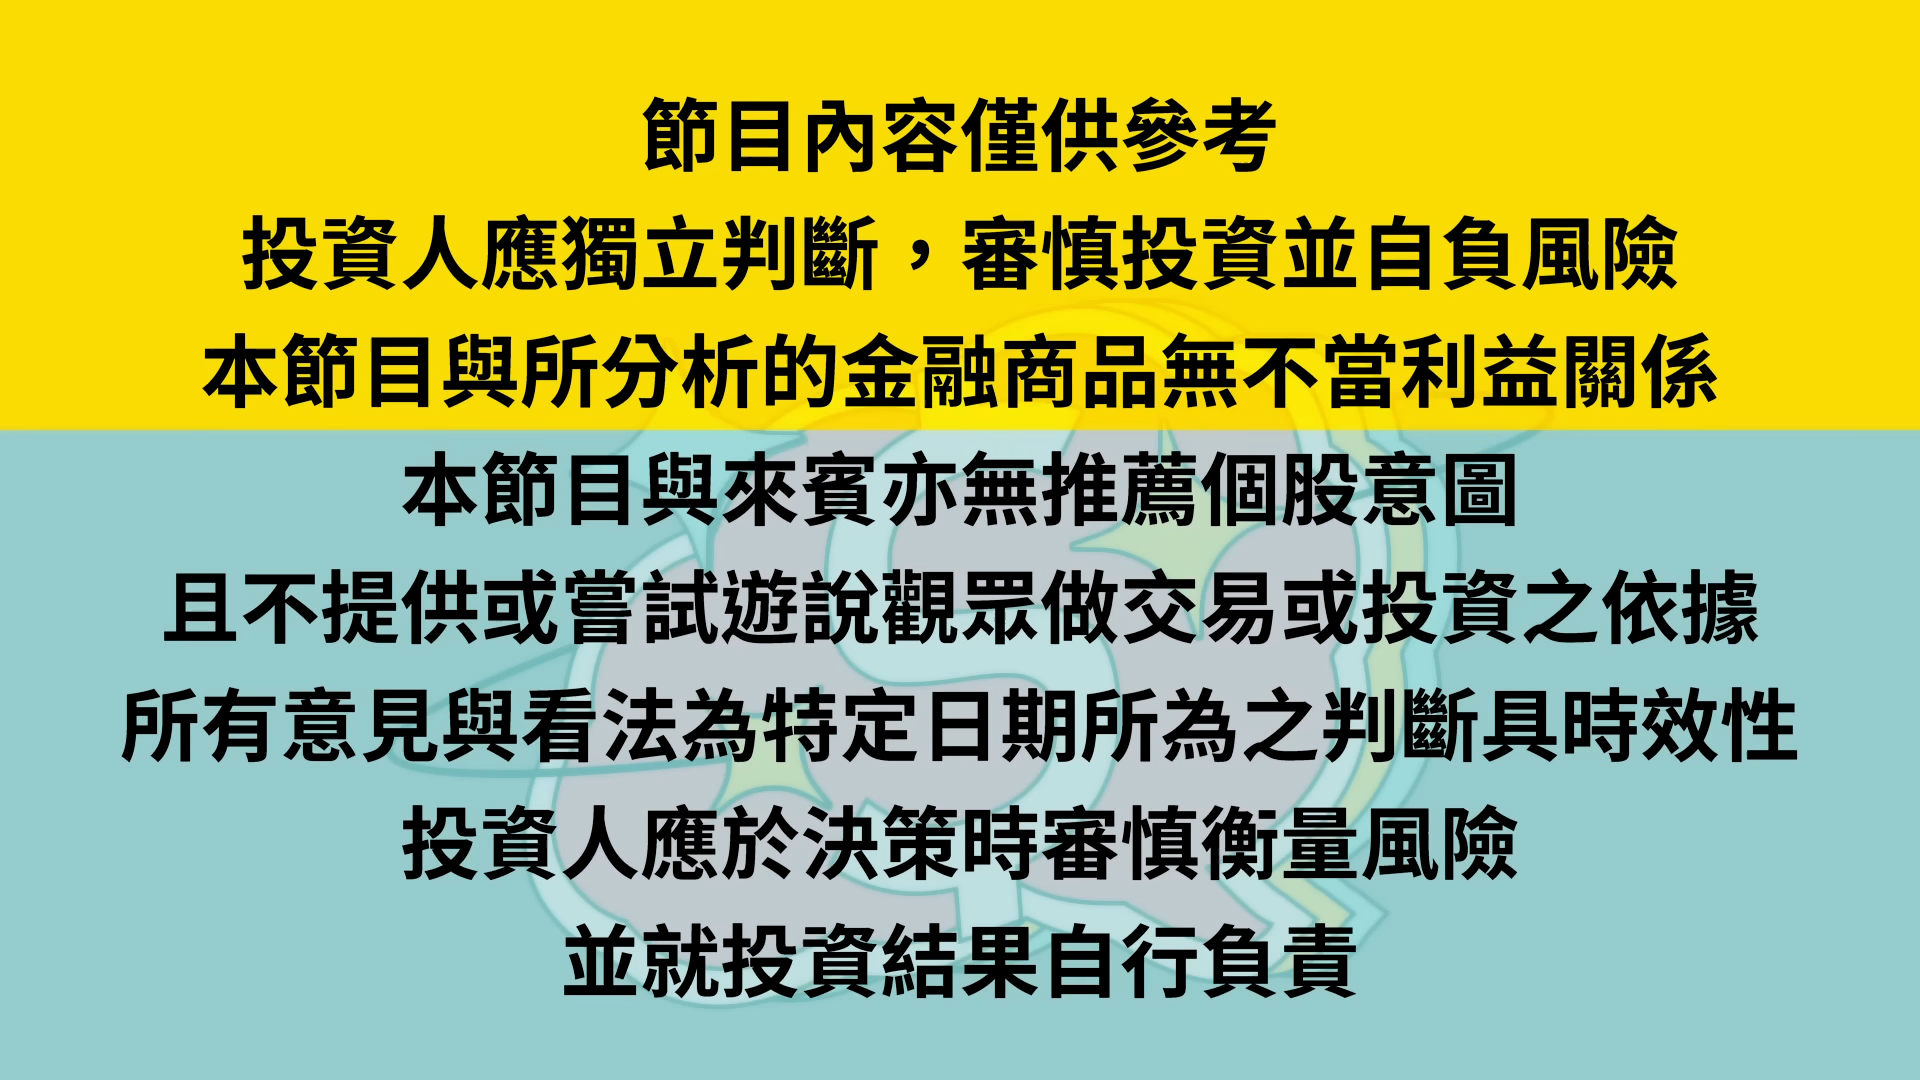 節目內容僅供參考
投資人應獨立判斷，審慎投資並自負風險
本節目與所分析的金融商品無不當利益關係
本節目與來賓亦無推薦個股意圖
且不提供或嘗試遊說觀眾做交易或投資之依據
所有意見與看法為特定日期所為之判斷具時效性
投資人應於決策時審慎衡量風險
並就投資結果自行負責